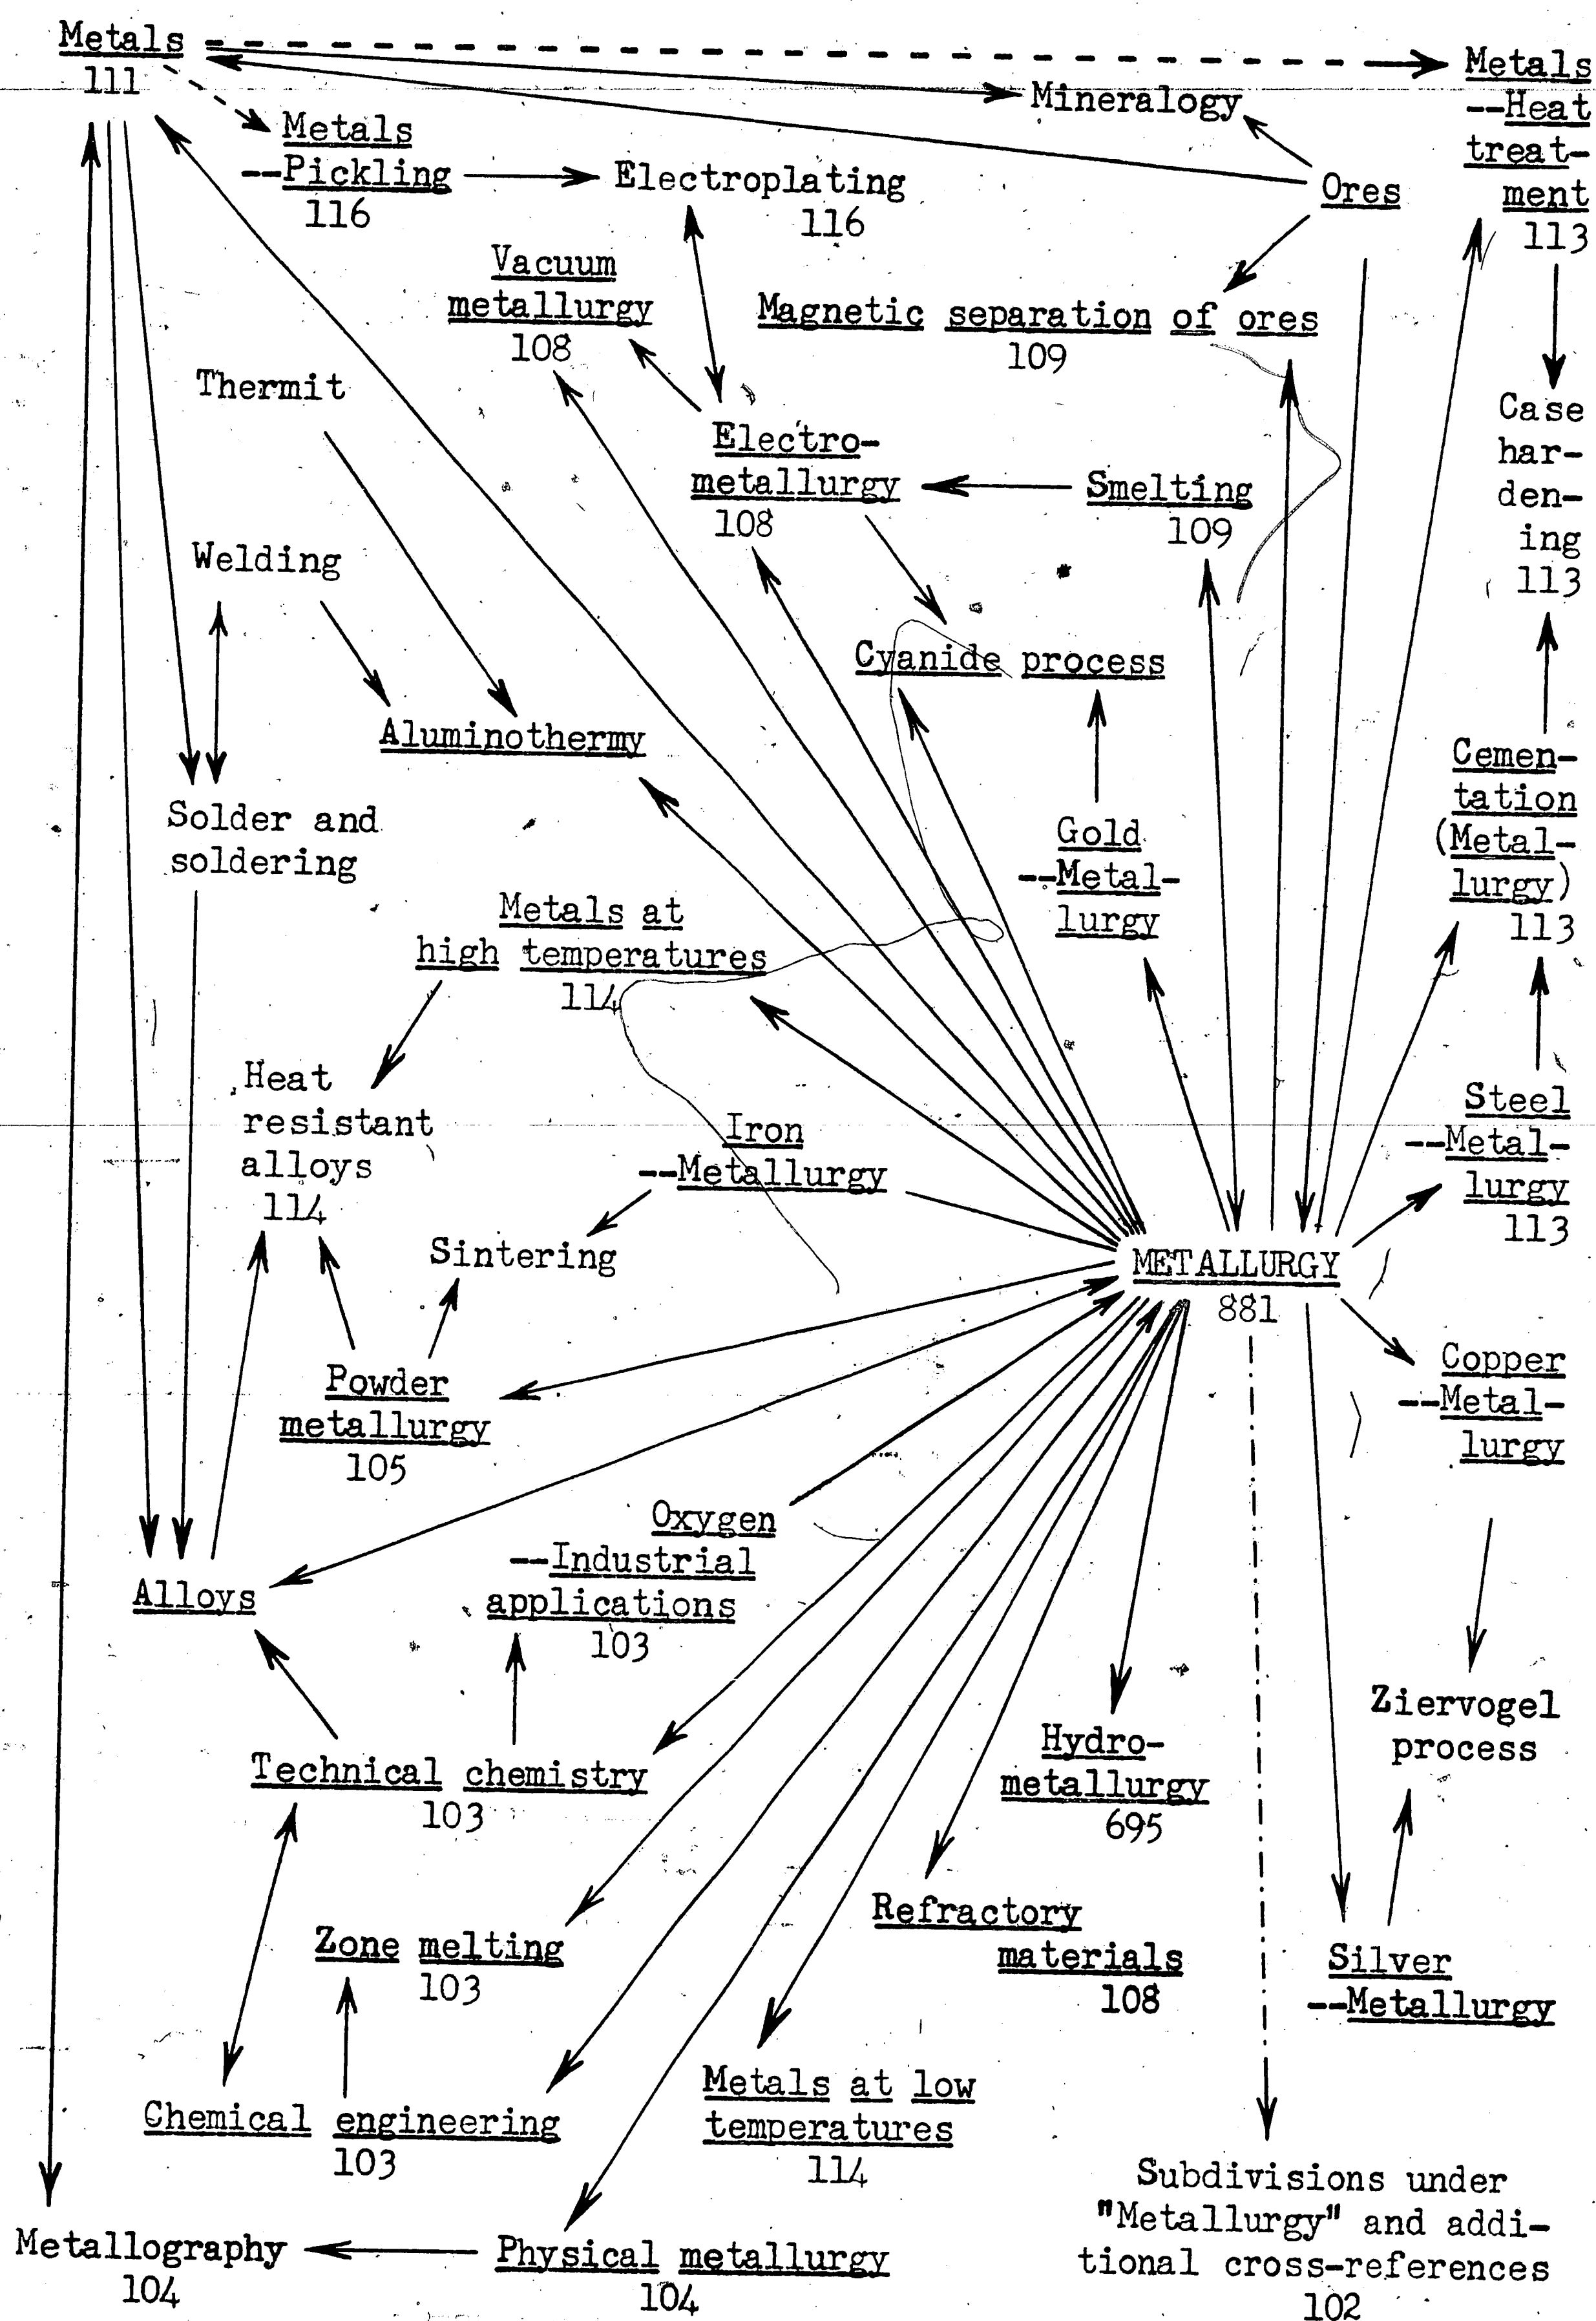 Metals
111
Metals
--Heat
treat-
ment
113
Mineralogy
Metals
--Pickling
116
Electroplating
116
Ores
Vacuum
metallurgy
108
Magnetic separation of ores
109
Thermit
Electro-
metallurgy
108
Smelting
109
Case
har-
den-
ing
113
Welding
Cyanide process
Aluminothermy
Cemen-
tation
(Metal-
lurgy)
113
Solder and
soldering
Gold
--Metal-
lurgy
Metals at
high temperatures
114
Heat
resistant
alloys
114
Iron
--Metallurgy
Steel
--Metal-
lurgy
113
Sintering
METALLURGY
881
Powder
metallurgy
105
Copper
--Metal-
lurgy
Oxygen
--Industrial
applications
103
Alloys
Ziervogel
process
Technical chemistry
103
Hydro-
metallurgy
695
Refractory
materials
108
Zone melting
103
Silver
--Metallurgy
Metals at low
temperatures
114
Chemical engineering
103
Subdivisions under
"Metallurgy" and addi-
tional cross-references
102
Metallography
104
Physical metallurgy
104